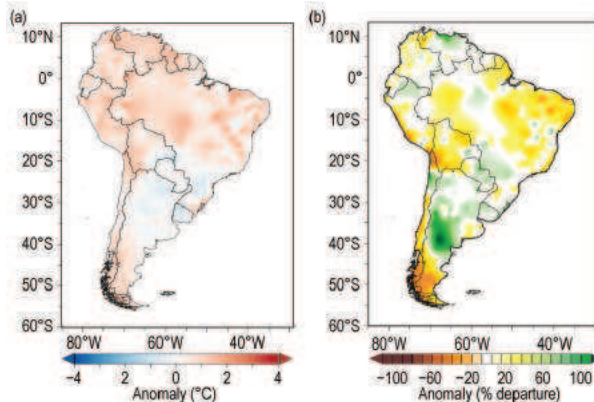 (a)
10°N
0°
10°S
20°S
30°S
40°S
50°S
60°S
80°W
60°W
40°W
−4
2
0
2
4
Anomaly (°C)
(b)
10°N
0°
10°S
20°S
30°S
40°S
50°S
60°S
80°W
60°W
40°W
−100
−60
−20
20
60
100
Anomaly (% departure)